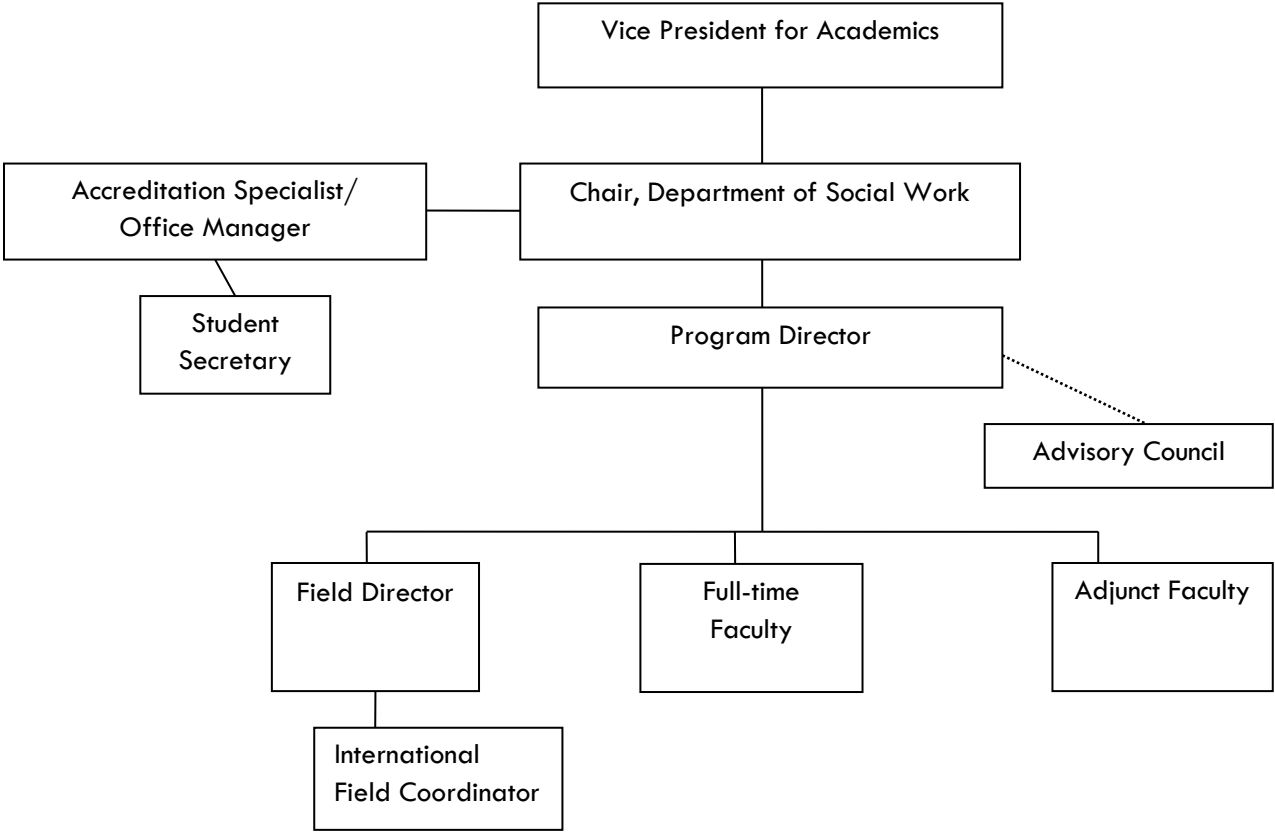 Vice President for Academics
Accreditation Specialist/
Office Manager
Chair, Department of Social Work
Student
Secretary
Program Director
Advisory Council
Field Director
Full-time
Faculty
Adjunct Faculty
International
Field Coordinator